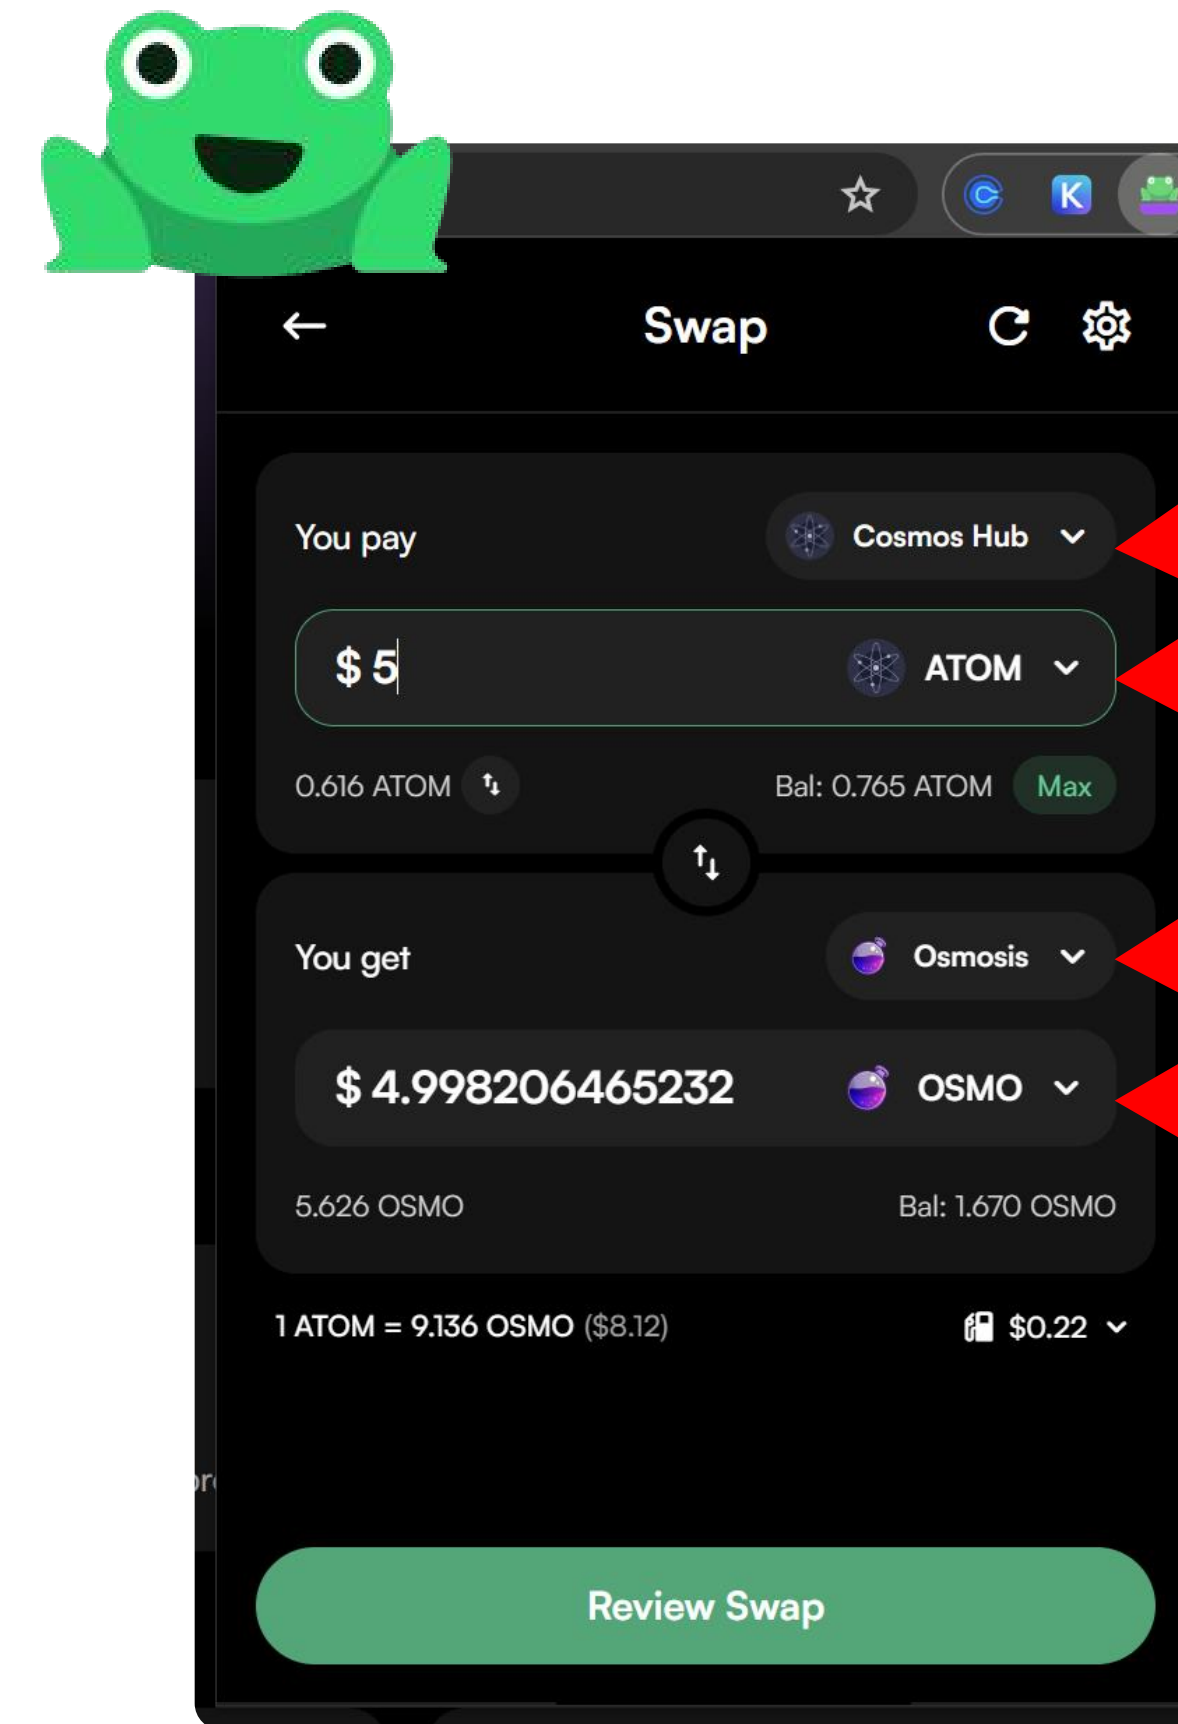 K
Swap
You pay
Cosmos Hub
$ 5
ATOM
0.616 ATOM
Bal: 0.765 ATOM
Max
You get
Osmosis
$ 4.998206465232
OSMO
5.626 OSMO
Bal: 1.670 OSMO
1 ATOM = 9.136 OSMO ($8.12)
$0.22
Review Swap